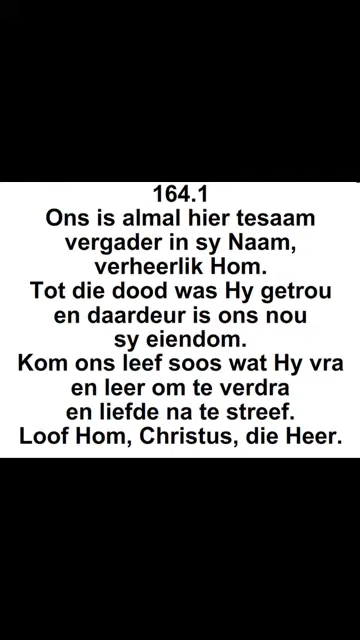 164.1
Ons is almal hier tesaam
vergader in sy Naam,
verheerlik Hom.
Tot die dood was Hy getrou
en daardeur is ons nou
sy eiendom.
Kom ons leef soos wat Hy vra
en leer om te verdra
en liefde na te streef.
Loof Hom, Christus, die Heer.